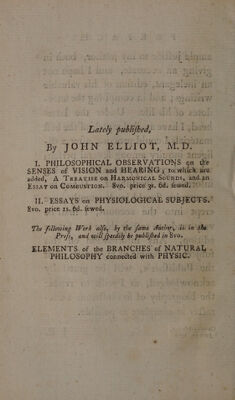 Lately published,
By JOHN ELLIOT, M.D.
I. PHILOSOPHICAL OBSERVATIONS on the
SENSES of VISION and HEARING; to which are
added, A TREATISE on HARMONICAL SOUNDS, and an
ESSAY on COMBUSTION. 8vo. price 3s. 6d. sewed.
II. ESSAYS on PHYSIOLOGICAL SUBJECTS.
8vo. price 1s. 6d. sewed.
The following Work also, by the same Author, is in the
Press, and will speedily be published in 8vo.
ELEMENTS of the BRANCHES of NATURAL
PHILOSOPHY connected with PHYSIC.